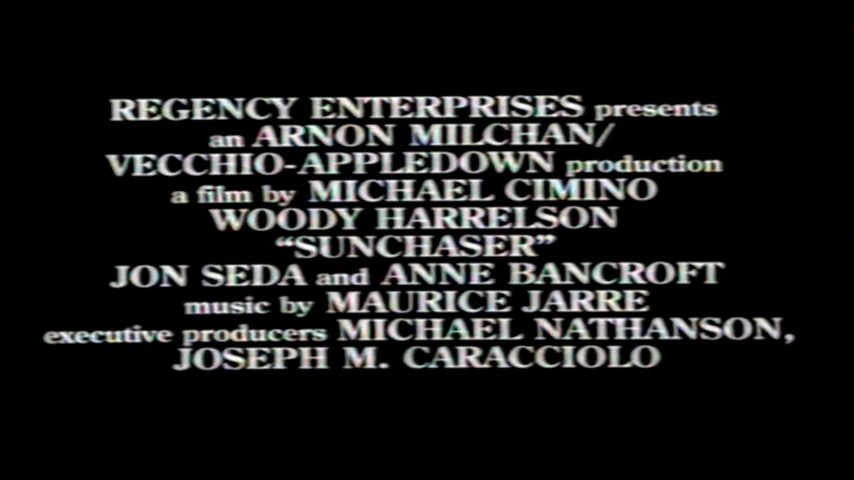 REGENCY ENTERPRISES presents
an ARNON MILCHAN/
VECCHIO-APPLEDOWN production
a film by MICHAEL CIMINO
WOODY HARRELSON
“SUNCHASER”
JON SEDA and ANNE BANCROFT
music by MAURICE JARRE
executive producers MICHAEL NATHANSON,
JOSEPH M. CARACCIOLO